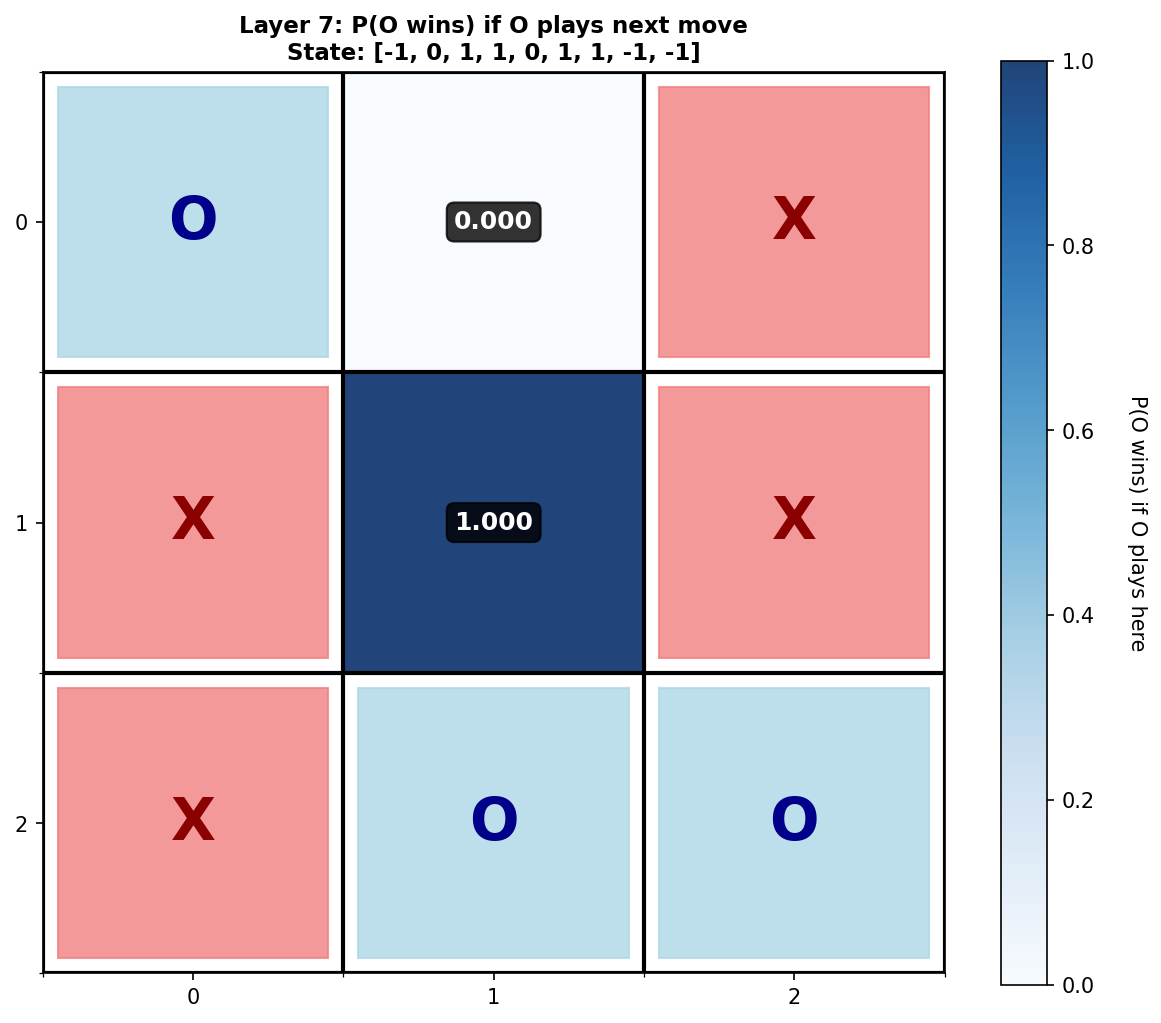 Layer 7: P(O wins) if O plays next move
State: [-1, 0, 1, 1, 0, 1, 1, -1, -1]
O 0.000 X
X 1.000 X
X O O
0
1
2
0 1 2
1.0
0.8
0.6
0.4
0.2
0.0
P(O wins) if O plays here